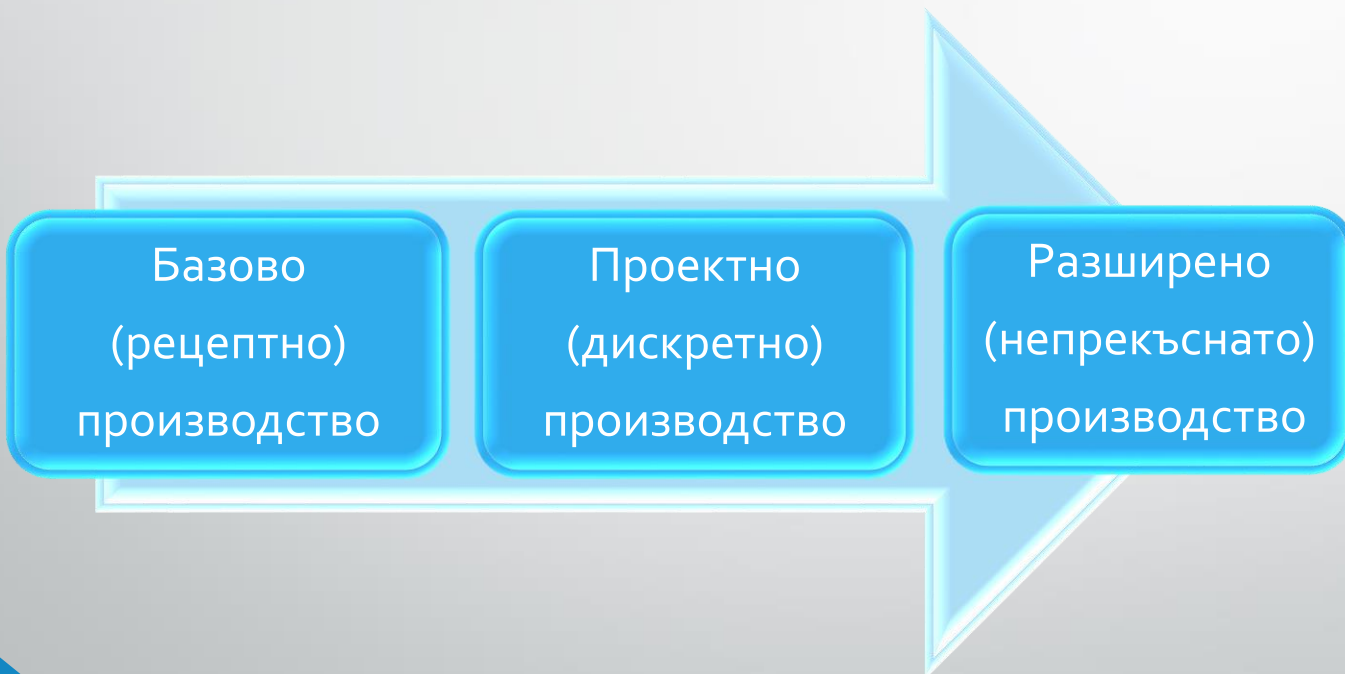 Базово
(рецептно)
производство
Проектно
(дискретно)
производство
Разширено
(непрекъснато)
производство